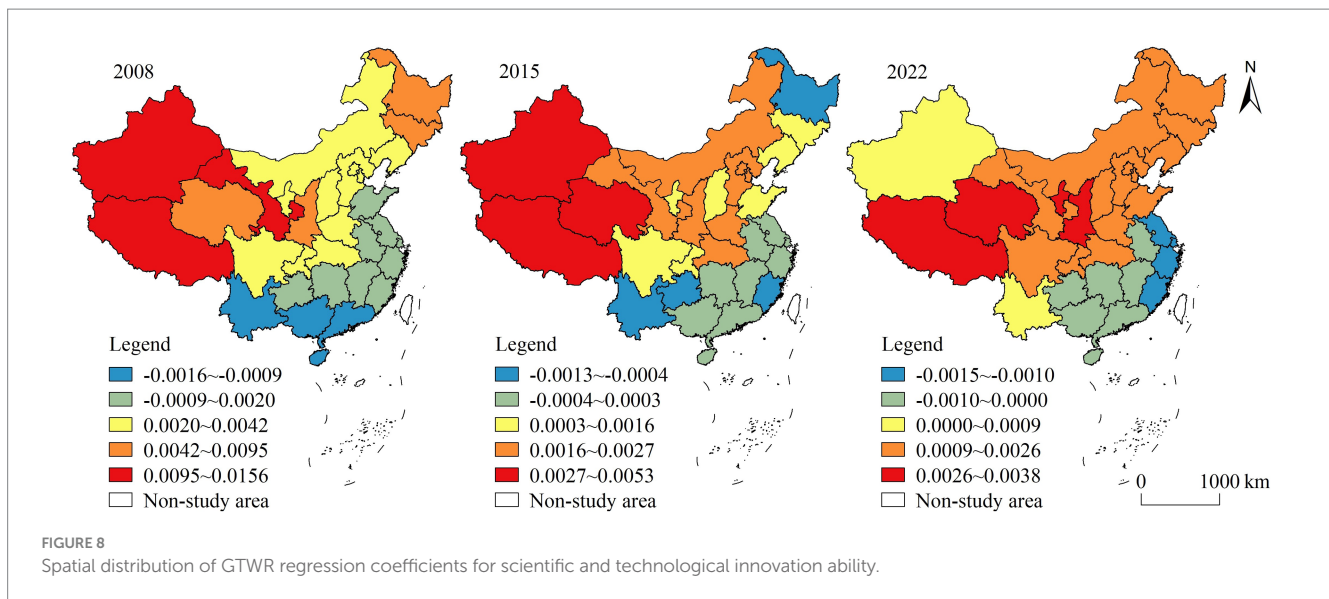 2008
2015
2022
N
Legend
-0.0016~-0.0009
-0.0009~0.0020
0.0020~0.0042
0.0042~0.0095
0.0095~0.0156
Non-study area
Legend
-0.0013~-0.0004
-0.0004~0.0003
0.0003~0.0016
0.0016~0.0027
0.0027~0.0053
Non-study area
Legend
-0.0015~-0.0010
-0.0010~0.0000
0.0000~0.0009
0.0009~0.0026
0.0026~0.0038
Non-study area
0 1000 km
FIGURE 8
Spatial distribution of GTWR regression coefficients for scientific and technological innovation ability.